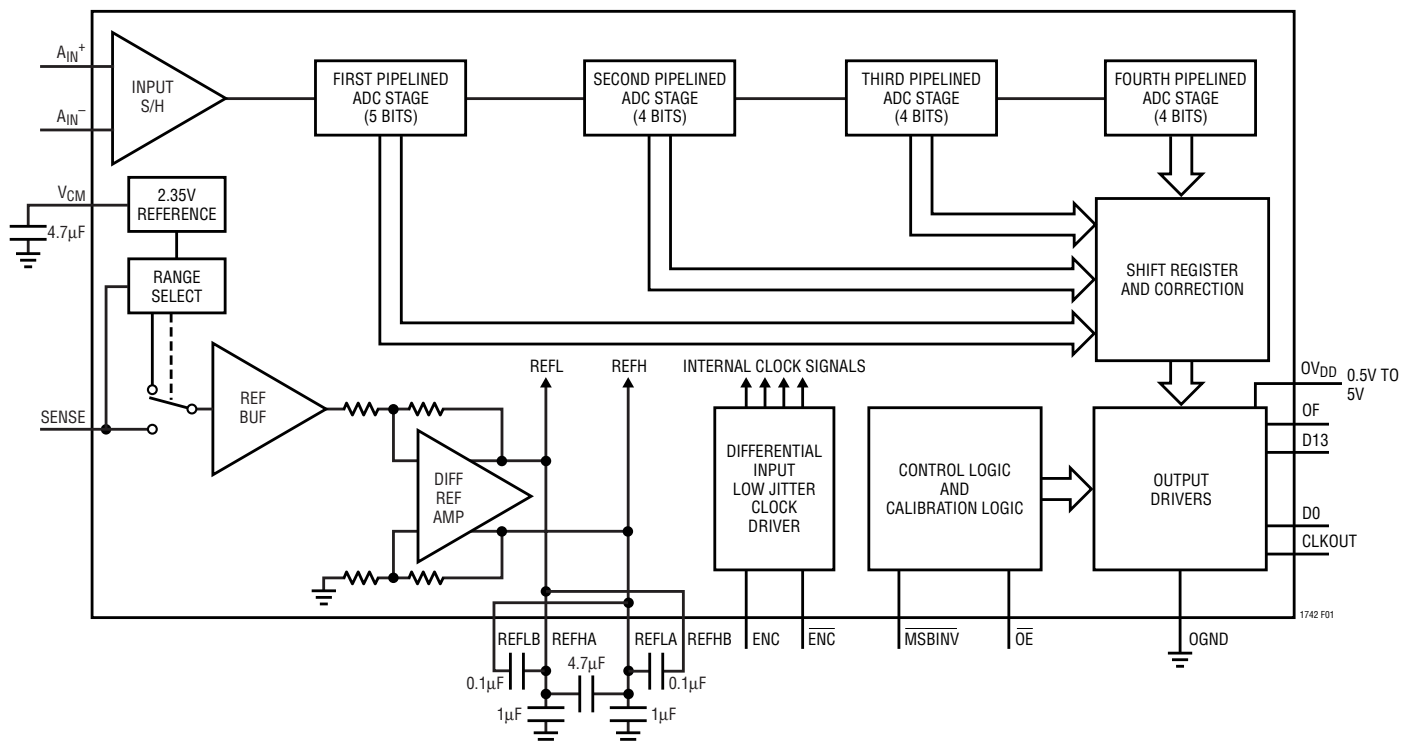 AIN+
AIN−
INPUT
S/H
FIRST PIPELINED
ADC STAGE
(5 BITS)
SECOND PIPELINED
ADC STAGE
(4 BITS)
THIRD PIPELINED
ADC STAGE
(4 BITS)
FOURTH PIPELINED
ADC STAGE
(4 BITS)
VCM
4.7µF
2.35V
REFERENCE
RANGE
SELECT
SHIFT REGISTER
AND CORRECTION
SENSE
REF
BUF
DIFF
REF
AMP
REFL
REFH
INTERNAL CLOCK SIGNALS
DIFFERENTIAL
INPUT
LOW JITTER
CLOCK
DRIVER
CONTROL LOGIC
AND
CALIBRATION LOGIC
OUTPUT
DRIVERS
OVDD
0.5V TO
5V
OF
D13
D0
CLKOUT
1742 F01
REFLB
REFHA
REFLA
REFHB
ENC
E̅N̅C̅
M̅S̅B̅I̅N̅V̅
O̅E̅
OGND
4.7µF
0.1µF
0.1µF
1µF
1µF